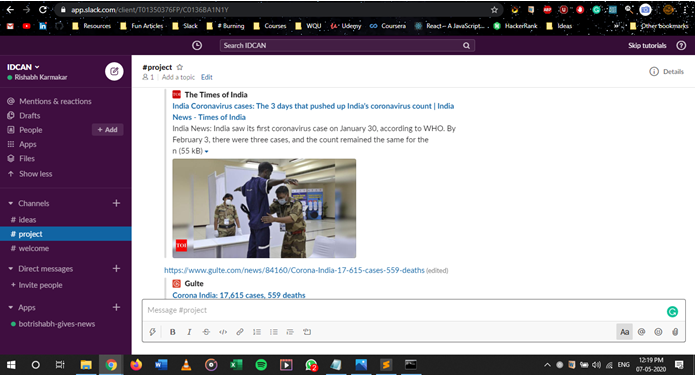 app.slack.com/client/T01350376FP/C0136BA1N1Y
Resources
Fun Articles
Slack
# Burning
Courses
WQU
Udemy
Coursera
React – A JavaScript...
HackerRank
Ideas
Other bookmarks
Search IDCAN
Skip tutorials
IDCAN
Rishabh Karmakar
Mentions & reactions
Drafts
People
+ Add
Apps
Files
Show less
Channels
# ideas
# project
# welcome
Direct messages
+ Invite people
Apps
botrishabh-gives-news
#project
1 | Add a topic Edit
Details
The Times of India
India Coronavirus cases: The 3 days that pushed up India's coronavirus count | India
News - Times of India
India News: India saw its first coronavirus case on January 30, according to WHO. By
February 3, there were three cases, and the count remained the same for the
n (55 kB)
TOI
https://www.gulte.com/news/84160/Corona-India-17-615-cases-559-deaths (edited)
Gulte
Corona India: 17,615 cases, 559 deaths
Message #project
B I
Aa
ENG
12:19 PM
07-05-2020